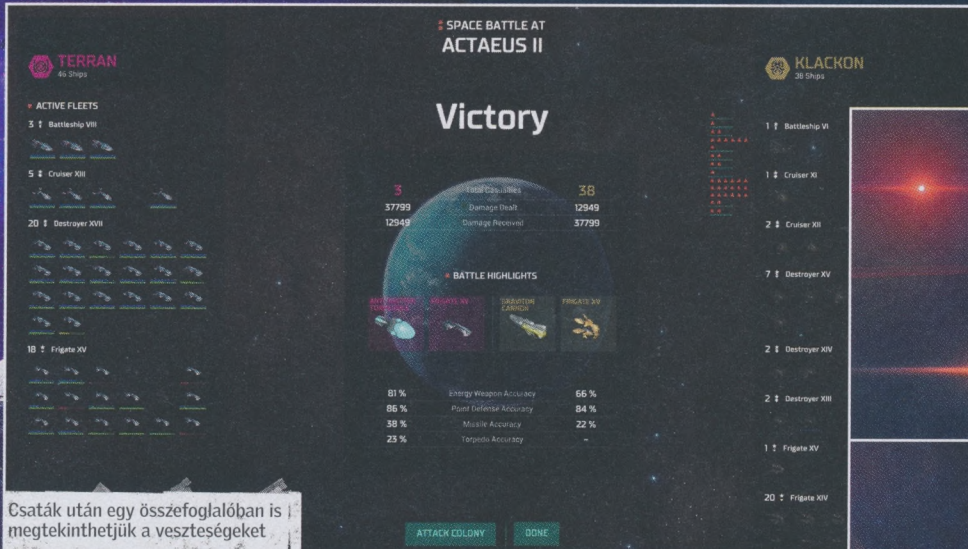 SPACE BATTLE AT
ACTAEUS II
TERRAN
46 Ships
KLACKON
36 Ships
ACTIVE FLEETS
3 Battleship VIII
5 Cruiser XIII
20 Destroyer XVII
18 Frigate XV
Victory
3 Total Casualties 38
37799 Damage Dealt 12949
12949 Damage Received 37799
BATTLE HIGHLIGHTS
GRAVITON CANNON
FRIGATE XV
81 % Energy Weapon Accuracy 66 %
86 % Point Defense Accuracy 84 %
38 % Missile Accuracy 22 %
23 % Torpedo Accuracy –
1 Battleship VI
1 Cruiser XI
2 Cruiser XII
7 Destroyer XV
2 Destroyer XIV
2 Destroyer XIII
1 Frigate XV
20 Frigate XIV
ATTACK COLONY
DONE
Csaták után egy összefoglalóban is
megtekinthetjük a veszteségeket